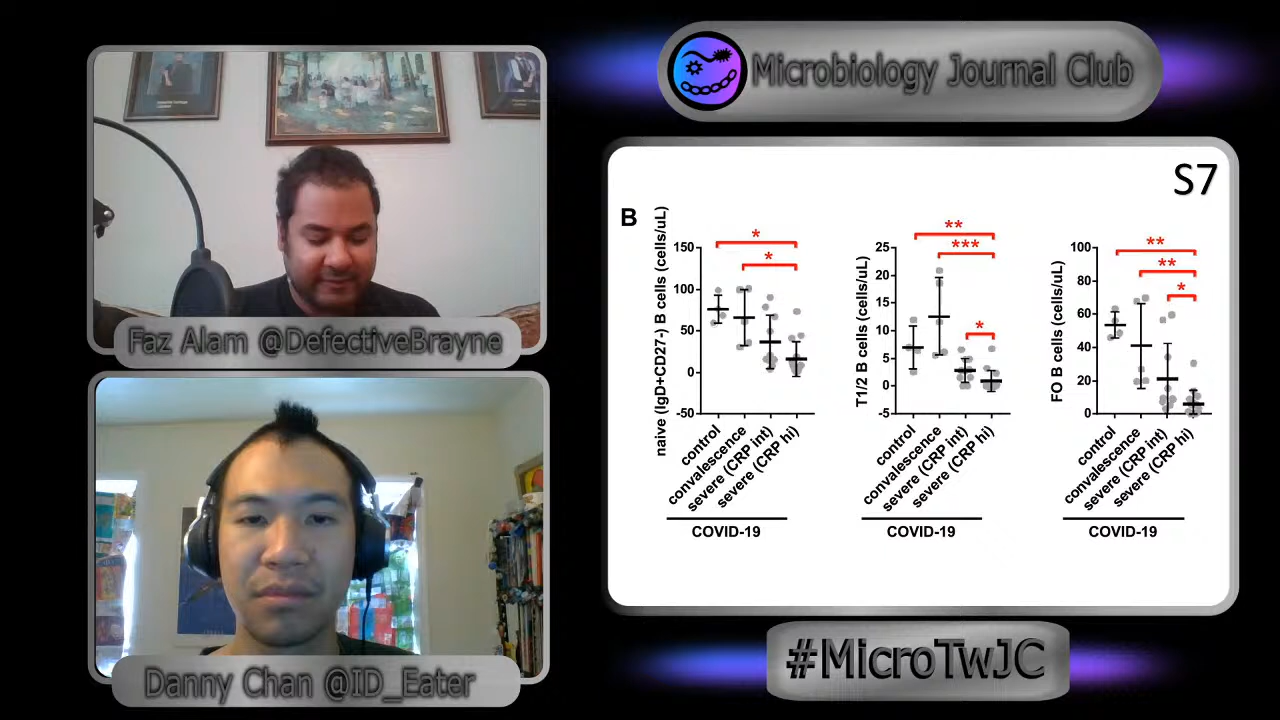 Microbiology Journal Club
Faz Alam @DefectiveBrayne
Danny Chan @ID_Eater
S7
B
naive (IgD+CD27-) B cells (cells/uL)
150
100
50
0
-50
*
*
control
convalescence
severe (CRP int)
severe (CRP hi)
COVID-19
T1/2 B cells (cells/uL)
25
20
15
10
5
0
-5
**
***
*
control
convalescence
severe (CRP int)
severe (CRP hi)
COVID-19
FO B cells (cells/uL)
100
80
60
40
20
0
**
**
*
control
convalescence
severe (CRP int)
severe (CRP hi)
COVID-19
#MicroTwJC